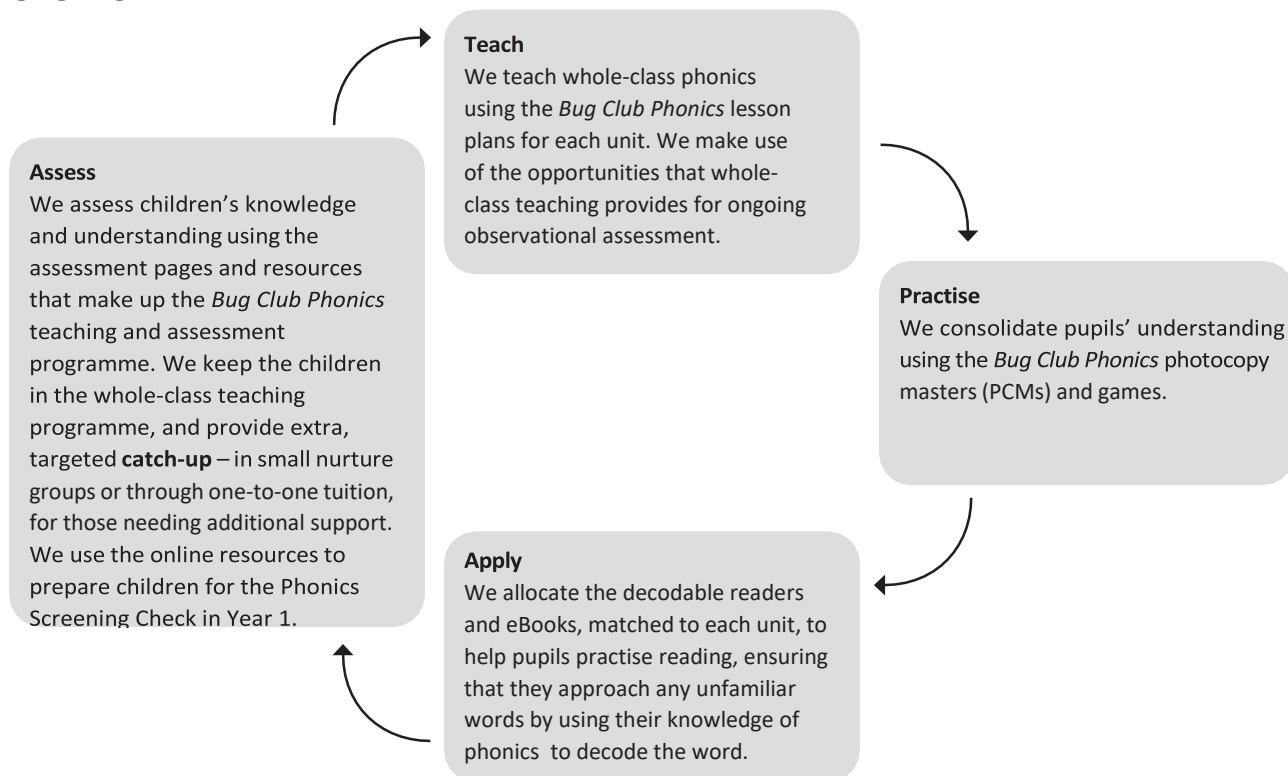 Teach
We teach whole-class phonics
using the Bug Club Phonics lesson
plans for each unit. We make use
of the opportunities that whole-
class teaching provides for ongoing
observational assessment.
Practise
We consolidate pupils’ understanding
using the Bug Club Phonics photocopy
masters (PCMs) and games.
Apply
We allocate the decodable readers
and eBooks, matched to each unit, to
help pupils practise reading, ensuring
that they approach any unfamiliar
words by using their knowledge of
phonics to decode the word.
Assess
We assess children’s knowledge
and understanding using the
assessment pages and resources
that make up the Bug Club Phonics
teaching and assessment
programme. We keep the children
in the whole-class teaching
programme, and provide extra,
targeted catch-up – in small nurture
groups or through one-to-one tuition,
for those needing additional support.
We use the online resources to
prepare children for the Phonics
Screening Check in Year 1.